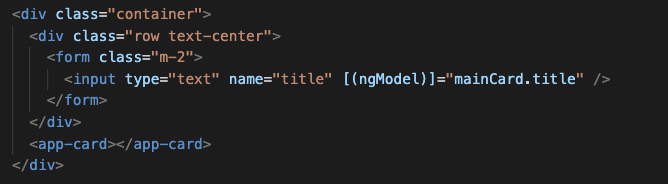 <div class="container">
<div class="row text-center">
<form class="m-2">
<input type="text" name="title" [(ngModel)]="mainCard.title" />
</form>
</div>
<app-card></app-card>
</div>